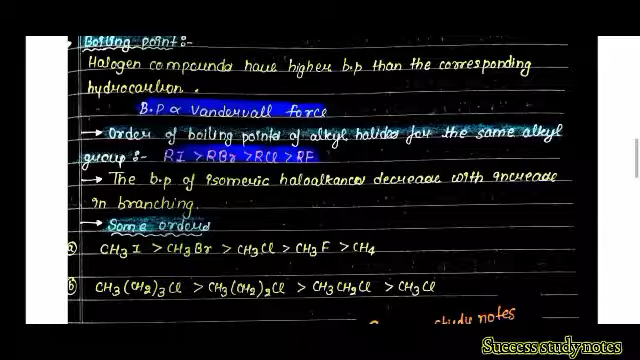 Boiling point:-
Halogen compounds have higher b.p than the corresponding
hydrocarbon.
B.P ∝ Vandervall force
→ Order of boiling points of alkyl halides for the same alkyl
group:- RI > RBr > RCl > RF
→ The b.p of isomeric haloalkanes decrease with increase
in branching.
→ Some orders
a) CH₃I > CH₃Br > CH₃Cl > CH₃F > CH₄
b) CH₃(CH₂)₃Cl > CH₃(CH₂)₂Cl > CH₃CH₂Cl > CH₃Cl
study notes
Success study notes